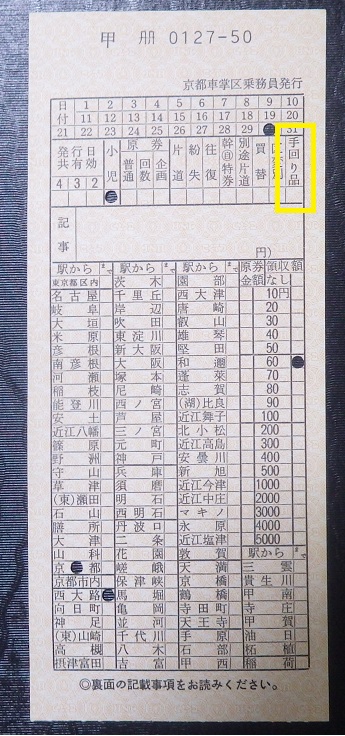 甲 册 0127-50
京都車掌区乗務員発行
日 1 2 3 4 5 6 7 8 9 10
付 11 12 13 14 15 16 17 18 19 20
21 22 23 24 25 26 27 28 29 31
発行日 共有効 4 3 2 小児 原券 普通 回数 企画 片道 紛失 往復 幹㊐特券 別途片道 買替 手回り品
記事 円)
駅から まで 駅から まで 駅から まで 原券金額 領収額なし
東京都区内 茨木 園部
名古屋 千里丘 西大津 10円
岐阜 岸辺 唐崎 20
大垣 吹田 叡山 30
米原 東淀川 雄琴 40
彦根 新大阪 堅田 50
南彦根 大阪 和邇 60
河瀬 塚本 蓬萊 70
稲枝 尼崎 志賀 80
能登川 西ノ宮 (湖)比良 90
安土 芦屋 近江舞子 100
近江八幡 三ノ宮 北小松 200
篠原 元町 近江高島 300
野洲 神戸 安曇川 400
守山 兵庫 新旭 500
草津 須磨 近江今津 1000
(東)瀬田 明石 近江中庄 2000
石山 西明石 マキノ 3000
膳所 丹波口 永原 4000
大津 二条 近江塩津 5000
山科 花園 敦賀 駅から まで
京都 嵯峨 天満 三雲
京都市内 保津峡 京橋 貴生川
西大路 馬堀 鶴橋 甲南
向日町 亀岡 寺田町 寺庄
神足 並河 天王寺 甲賀
(東)山崎 千代川 手原 油日
高槻 八木 石部 柘植
摂津富田 吉富 甲西 稲荷
◎裏面の記載事項をお読みください。